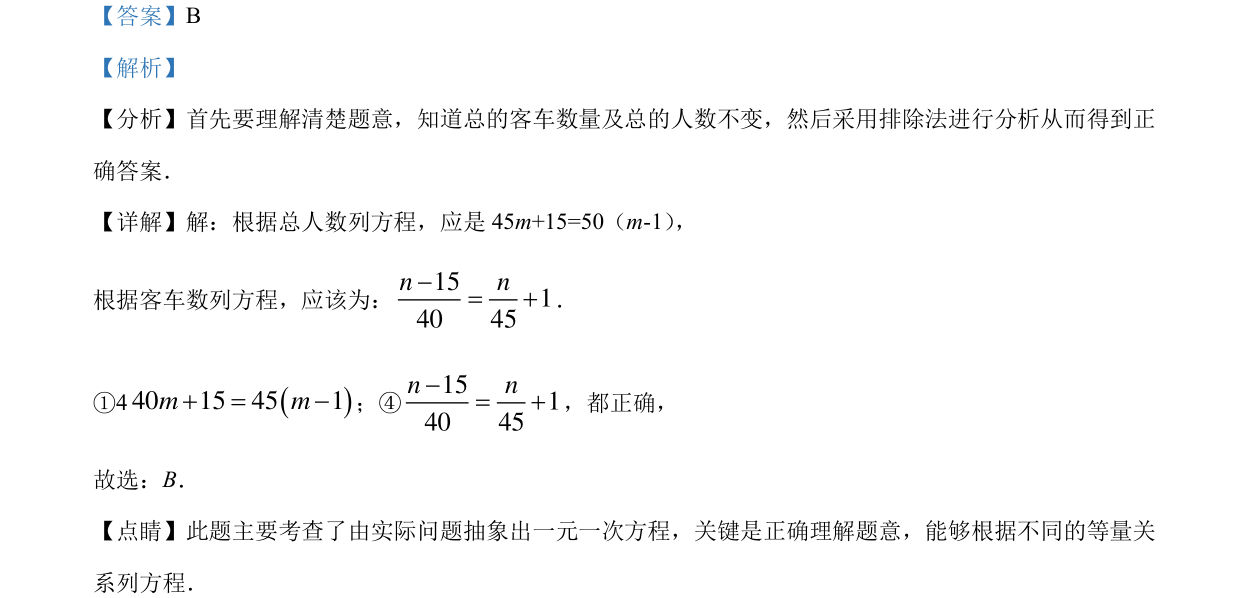 【答案】B
【解析】
【分析】首先要理解清楚题意，知道总的客车数量及总的人数不变，然后采用排除法进行分析从而得到正
确答案．
【详解】解：根据总人数列方程，应是 45m+15=50（m-1），
根据客车数列方程，应该为：\frac{n-15}{40}=\frac{n}{45}+1．
①4 40m+15=45(m-1)；④\frac{n-15}{40}=\frac{n}{45}+1，都正确，
故选：B．
【点睛】此题主要考查了由实际问题抽象出一元一次方程，关键是正确理解题意，能够根据不同的等量关
系列方程．